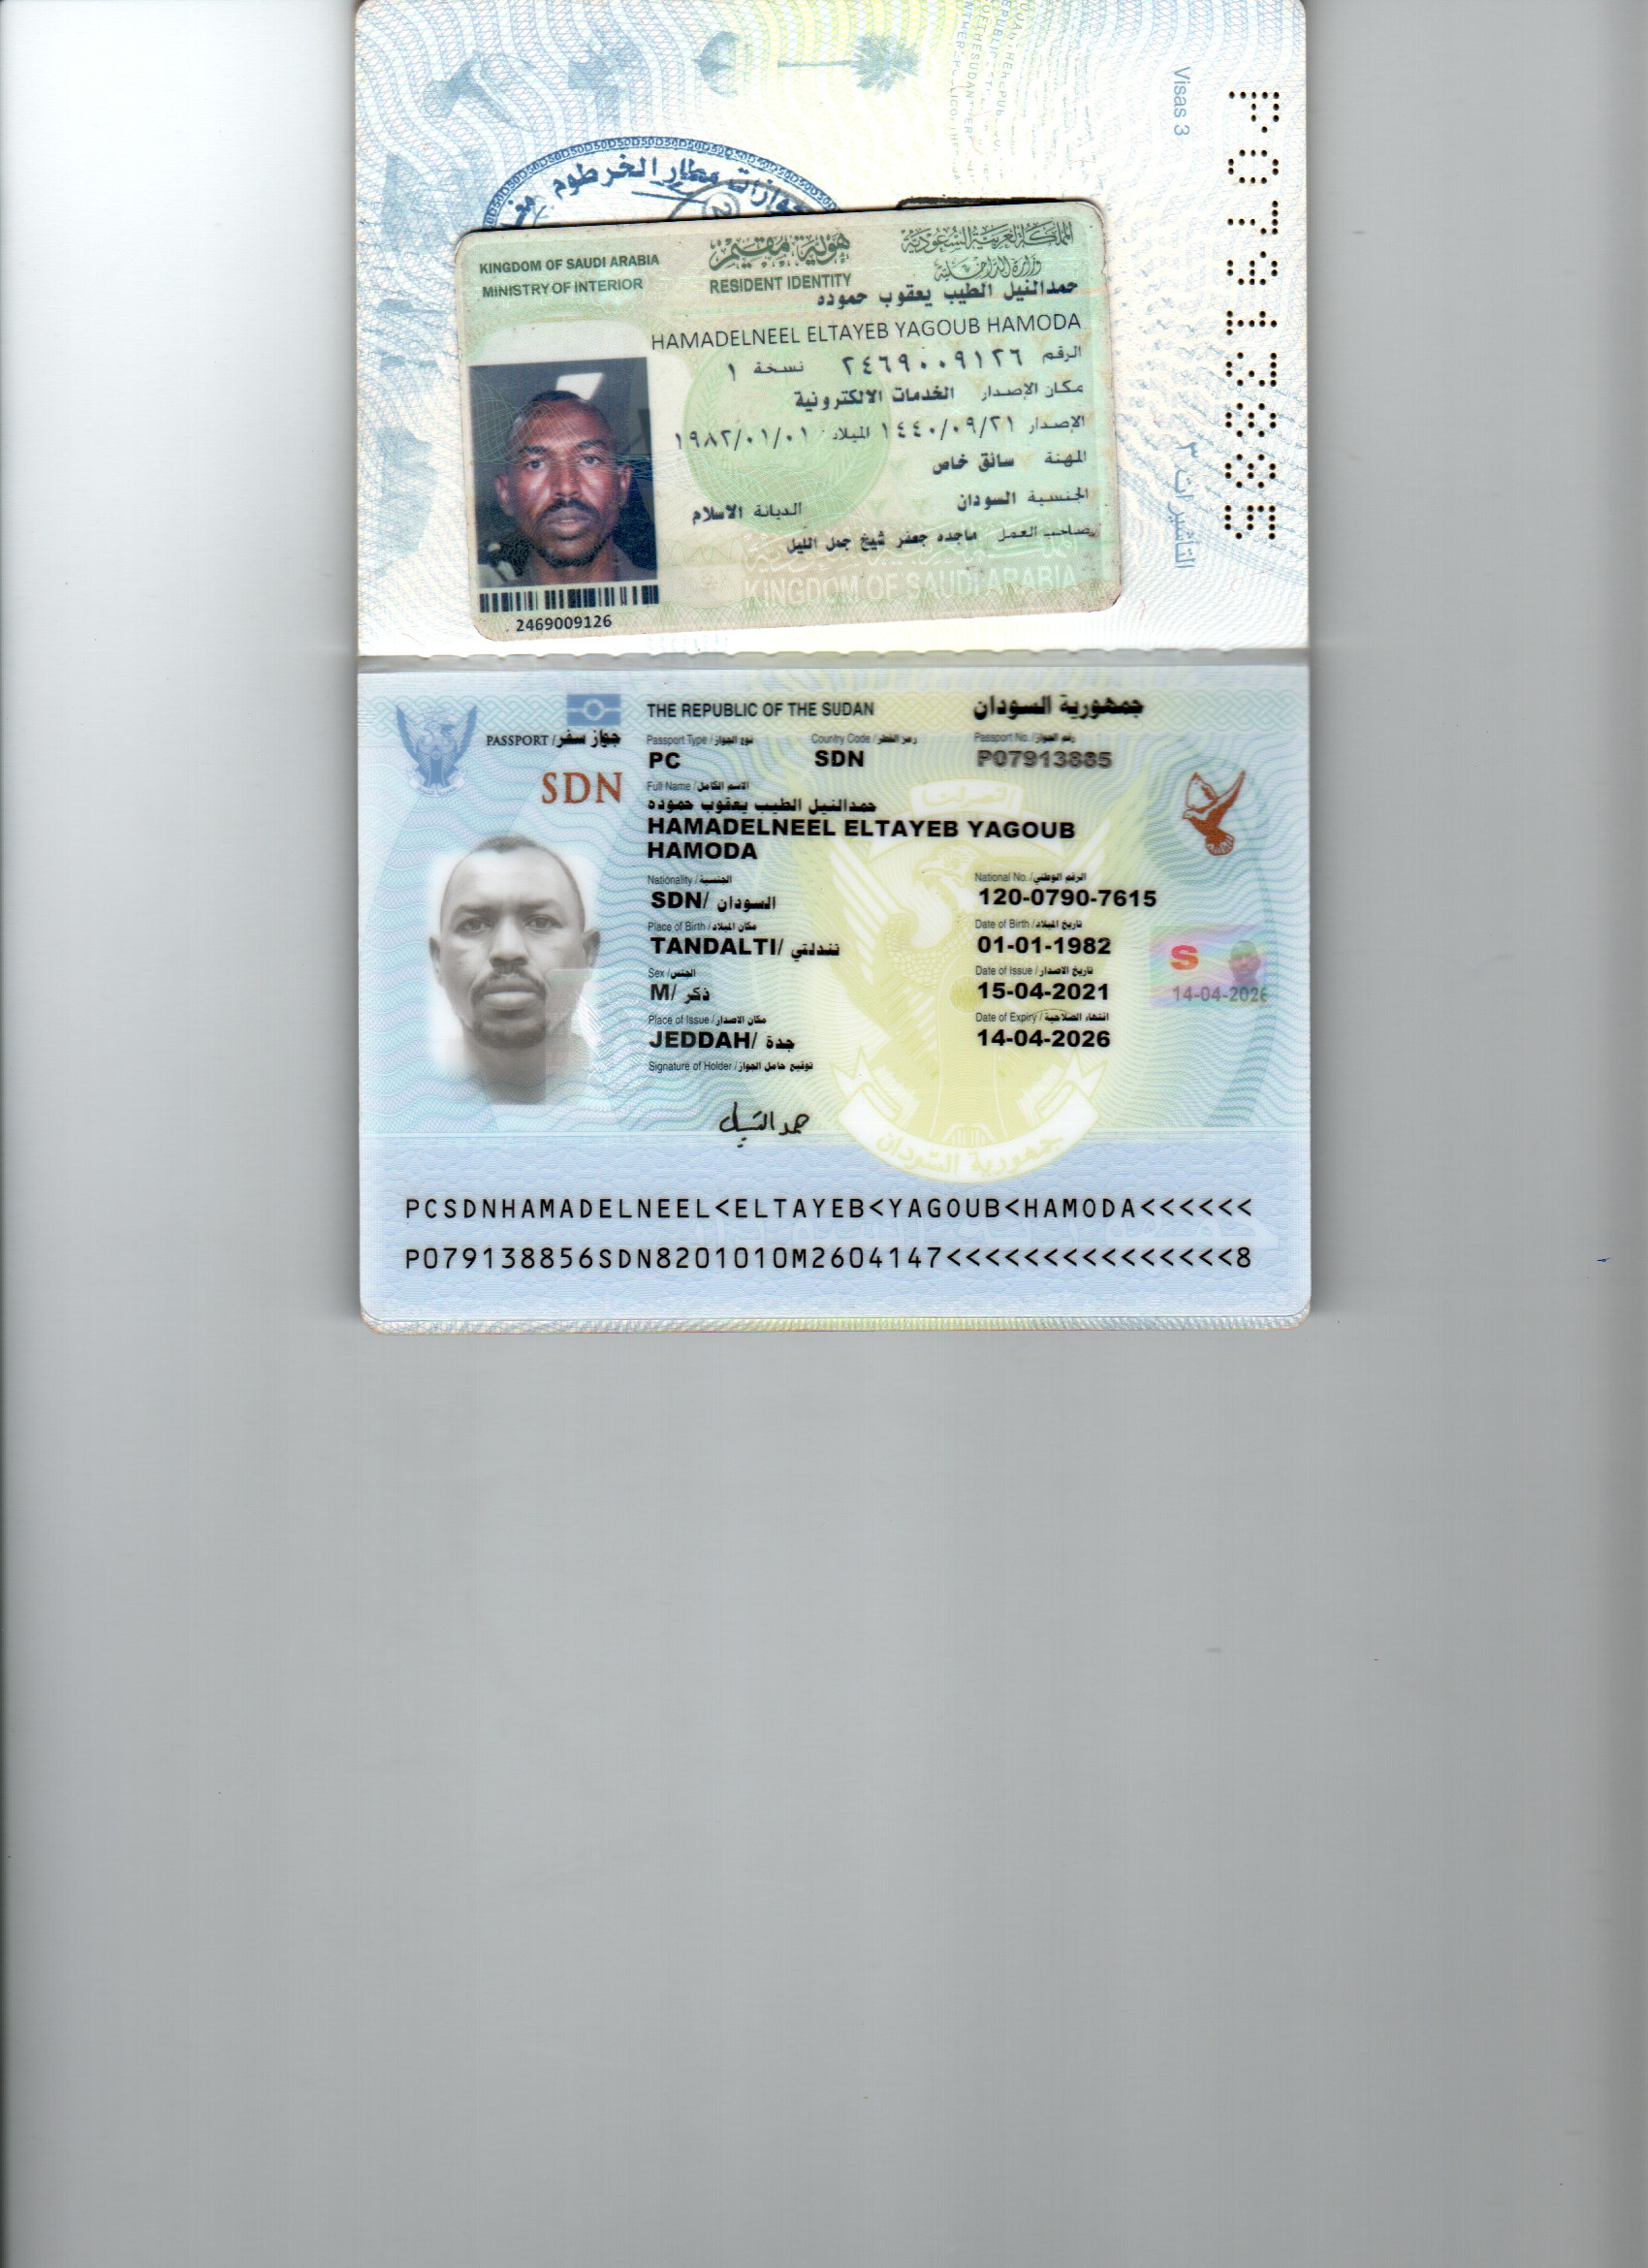 Visas 3
التأشيرات ٣
P07913885
جوازات مطار الخرطوم
KINGDOM OF SAUDI ARABIA
MINISTRY OF INTERIOR
هوية مقيم
RESIDENT IDENTITY
المملكة العربية السعودية
وزارة الداخلية
حمدالنيل الطيب يعقوب حموده
HAMADELNEEL ELTAYEB YAGOUB HAMODA
الرقم ٢٤٦٩٠٠٩١٢٦ نسخة ١
مكان الإصدار الخدمات الالكترونية
الإصدار ١٤٤٠/٠٩/٢١ الميلاد ١٩٨٢/٠١/٠١
المهنة سائق خاص
الجنسية السودان الديانة الاسلام
صاحب العمل ماجده جعفر شيخ جمل الليل
KINGDOM OF SAUDI ARABIA
2469009126
THE REPUBLIC OF THE SUDAN جمهورية السودان
PASSPORT / جواز سفر
Passport Type / نوع الجواز Country Code / رمز القطر Passport No. / رقم الجواز
PC SDN P07913885
SDN
Full Name / الاسم الكامل
حمدالنيل الطيب يعقوب حموده
HAMADELNEEL ELTAYEB YAGOUB
HAMODA
Nationality / الجنسية National No. / الرقم الوطني
SDN/ السودان 120-0790-7615
Place of Birth / مكان الميلاد Date of Birth / تاريخ الميلاد
TANDALTI/ تندلتي 01-01-1982
Sex / الجنس Date of Issue / تاريخ الاصدار
M/ ذكر 15-04-2021
Place of Issue / مكان الاصدار Date of Expiry / انتهاء الصلاحية
JEDDAH/ جدة 14-04-2026
S
14-04-2026
Signature of Holder / توقيع حامل الجواز
حمدالنيل
النصر لنا
جمهورية السودان
PCSDNHAMADELNEEL<ELTAYEB<YAGOUB<HAMODA<<<<<<
P079138856SDN8201010M2604147<<<<<<<<<<<<<<<8